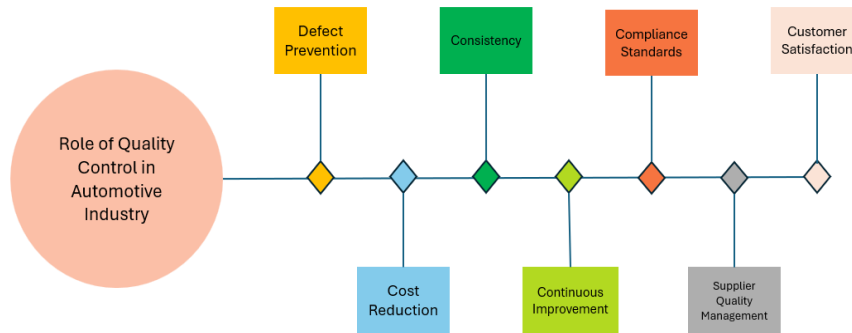 Role of Quality
Control in
Automotive
Industry
Defect
Prevention
Cost
Reduction
Consistency
Continuous
Improvement
Compliance
Standards
Supplier
Quality
Management
Customer
Satisfaction